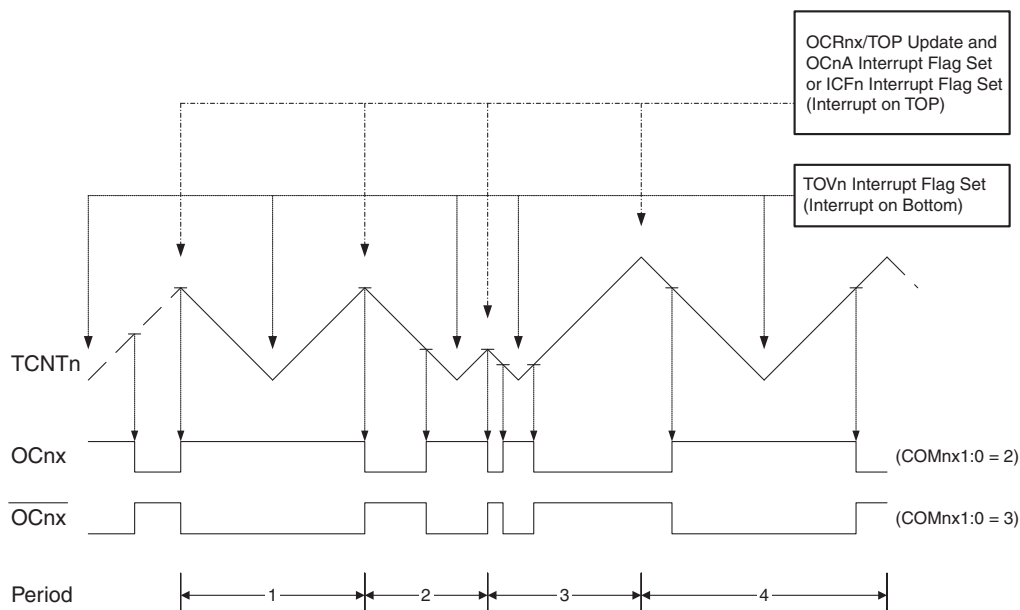 OCRnx/TOP Update and
OCnA Interrupt Flag Set
or ICFn Interrupt Flag Set
(Interrupt on TOP)
TOVn Interrupt Flag Set
(Interrupt on Bottom)
TCNTn
OCnx
(COMnx1:0 = 2)
OCnx
(COMnx1:0 = 3)
Period
1
2
3
4